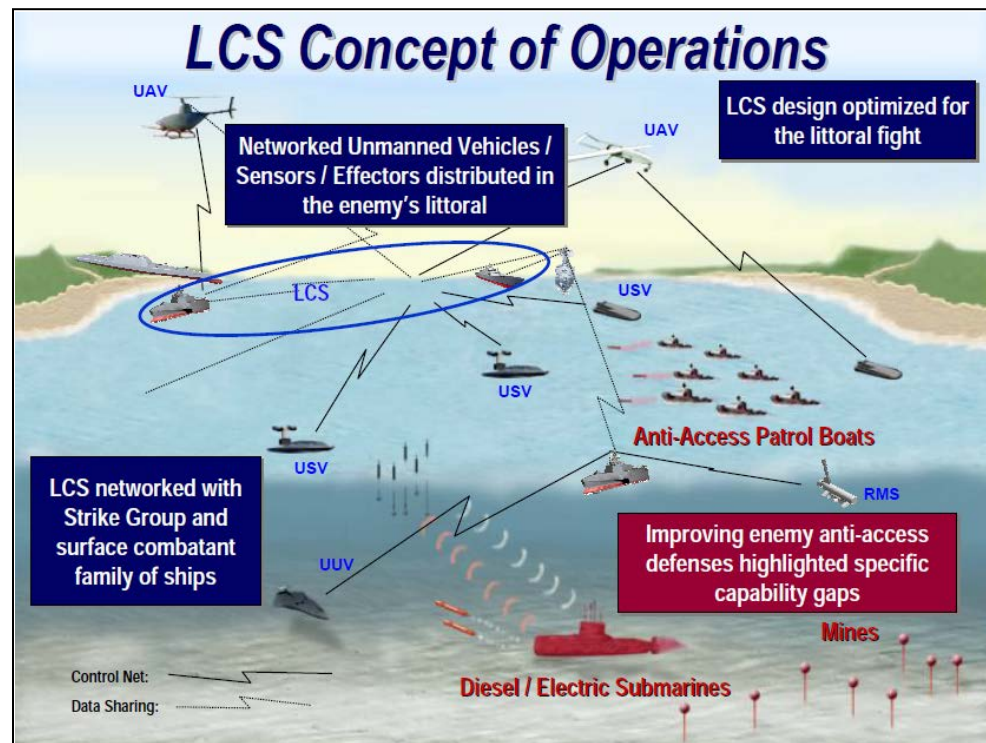 LCS Concept of Operations
UAV
LCS design optimized for
the littoral fight
UAV
Networked Unmanned Vehicles /
Sensors / Effectors distributed in
the enemy's littoral
LCS
USV
USV
Anti-Access Patrol Boats
USV
LCS networked with
Strike Group and
surface combatant
family of ships
RMS
Improving enemy anti-access
defenses highlighted specific
capability gaps
UUV
Mines
Control Net:
Diesel / Electric Submarines
Data Sharing: